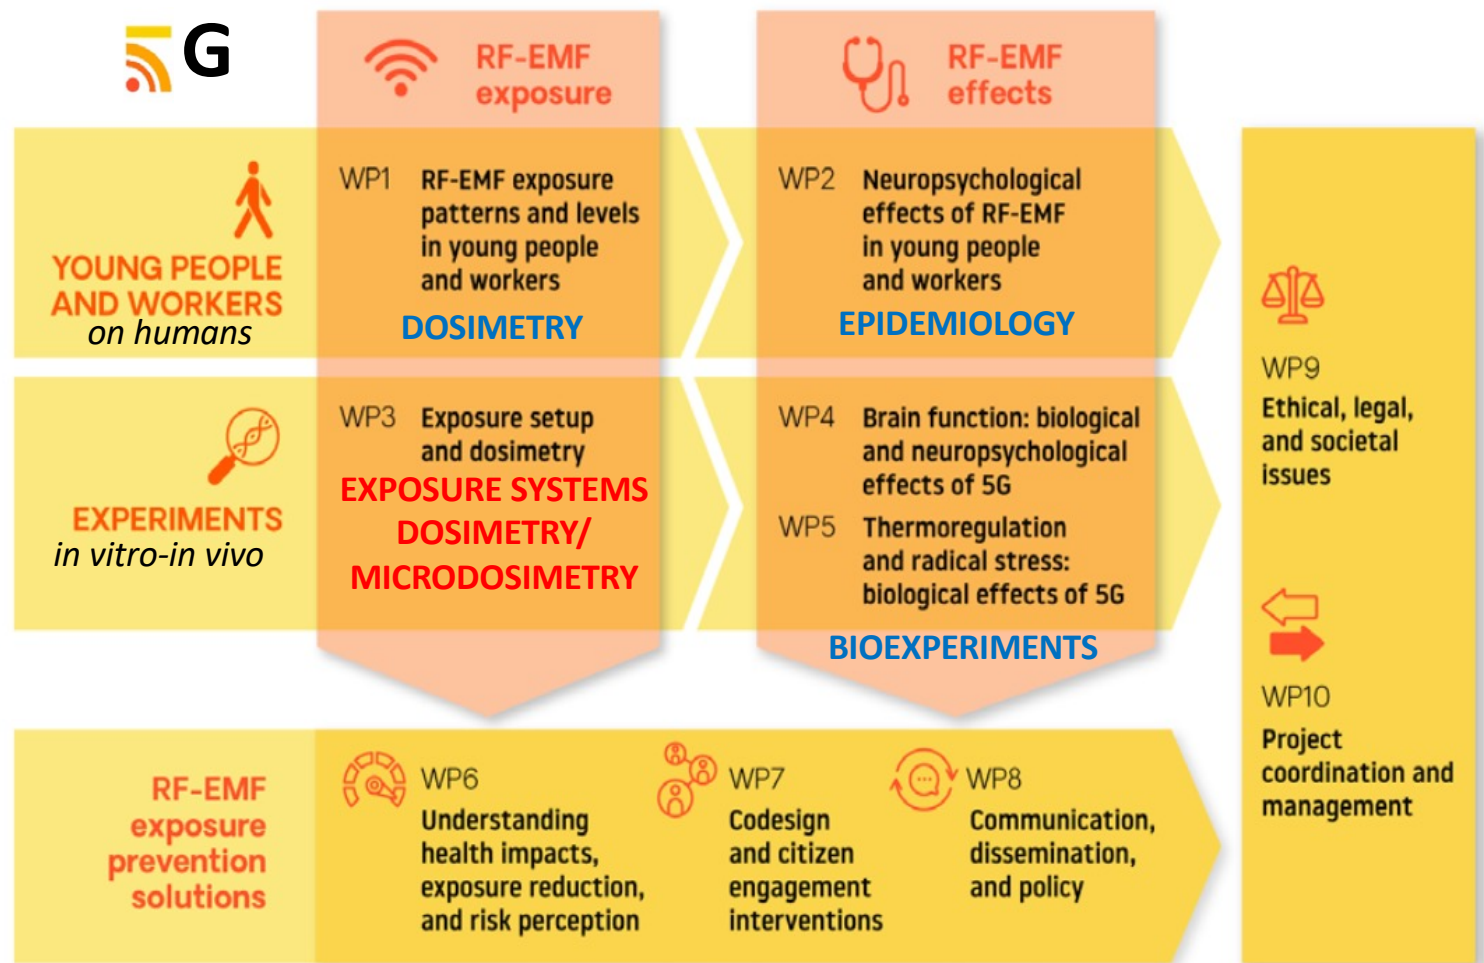 G
RF-EMF
exposure
RF-EMF
effects
YOUNG PEOPLE
AND WORKERS
on humans
WP1 RF-EMF exposure
patterns and levels
in young people
and workers
DOSIMETRY
WP2 Neuropsychological
effects of RF-EMF
in young people
and workers
EPIDEMIOLOGY
EXPERIMENTS
in vitro-in vivo
WP3 Exposure setup
and dosimetry
EXPOSURE SYSTEMS
DOSIMETRY/
MICRODOSIMETRY
WP4 Brain function: biological
and neuropsychological
effects of 5G
WP5 Thermoregulation
and radical stress:
biological effects of 5G
BIOEXPERIMENTS
RF-EMF
exposure
prevention
solutions
WP6
Understanding
health impacts,
exposure reduction,
and risk perception
WP7
Codesign
and citizen
engagement
interventions
WP8
Communication,
dissemination,
and policy
WP9
Ethical, legal,
and societal
issues
WP10
Project
coordination and
management